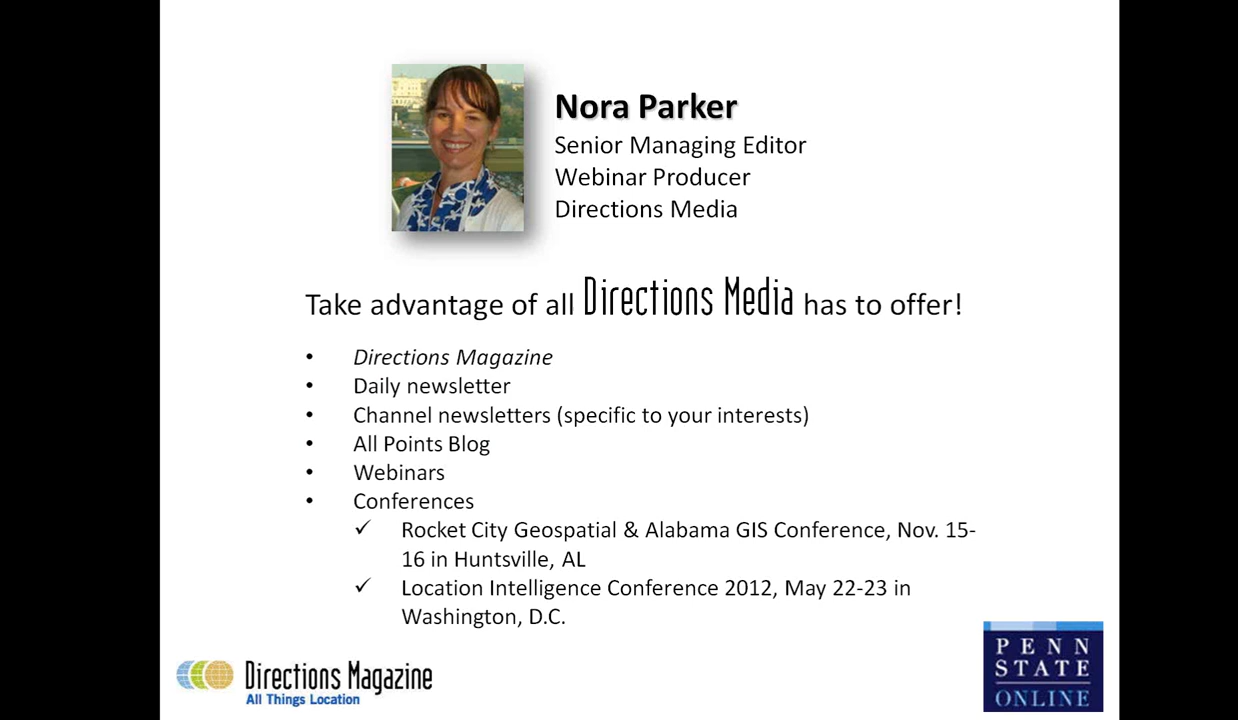 Nora Parker
Senior Managing Editor
Webinar Producer
Directions Media
Take advantage of all Directions Media has to offer!
• Directions Magazine
• Daily newsletter
• Channel newsletters (specific to your interests)
• All Points Blog
• Webinars
• Conferences
✓ Rocket City Geospatial & Alabama GIS Conference, Nov. 15-
16 in Huntsville, AL
✓ Location Intelligence Conference 2012, May 22-23 in
Washington, D.C.
Directions Magazine
All Things Location
PENN
STATE
ONLINE